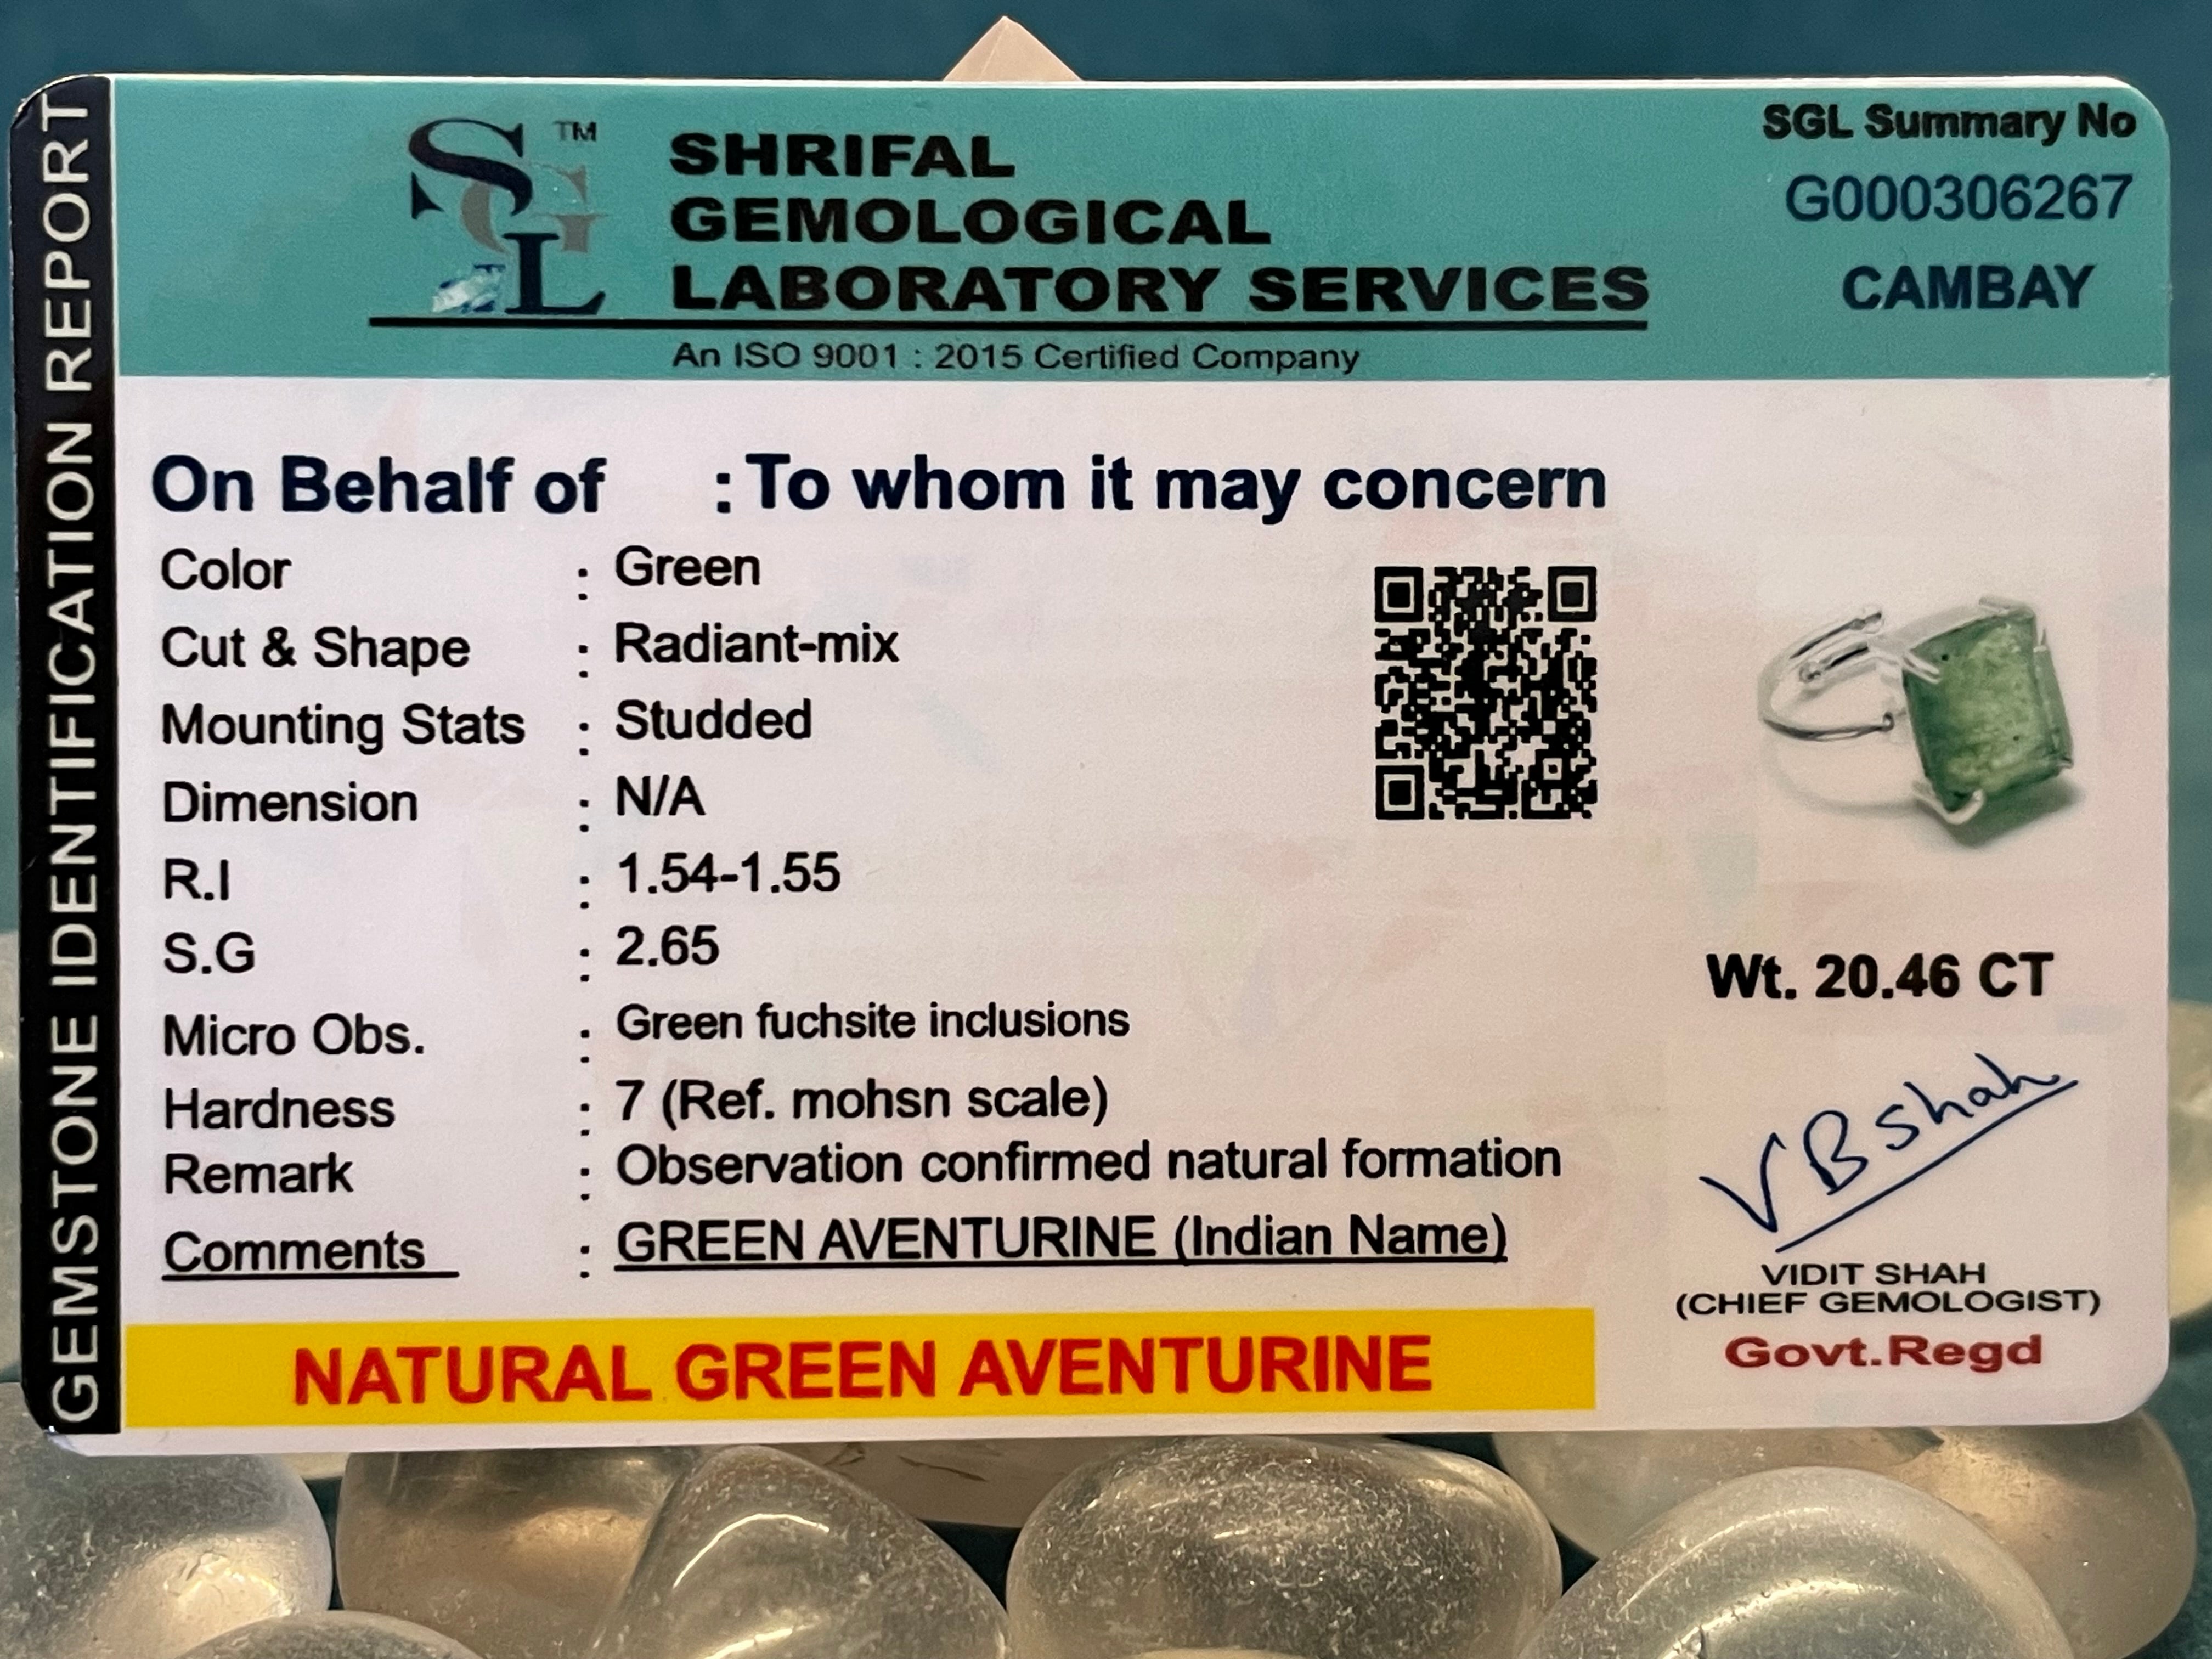 GEMSTONE IDENTIFICATION REPORT
SGL ™
SHRIFAL
GEMOLOGICAL
LABORATORY SERVICES
An ISO 9001 : 2015 Certified Company
SGL Summary No
G000306267
CAMBAY
On Behalf of : To whom it may concern
Color : Green
Cut & Shape : Radiant-mix
Mounting Stats : Studded
Dimension : N/A
R.I : 1.54-1.55
S.G : 2.65
Micro Obs. : Green fuchsite inclusions
Hardness : 7 (Ref. mohsn scale)
Remark : Observation confirmed natural formation
Comments : GREEN AVENTURINE (Indian Name)
NATURAL GREEN AVENTURINE
Wt. 20.46 CT
VBshah
VIDIT SHAH
(CHIEF GEMOLOGIST)
Govt.Regd